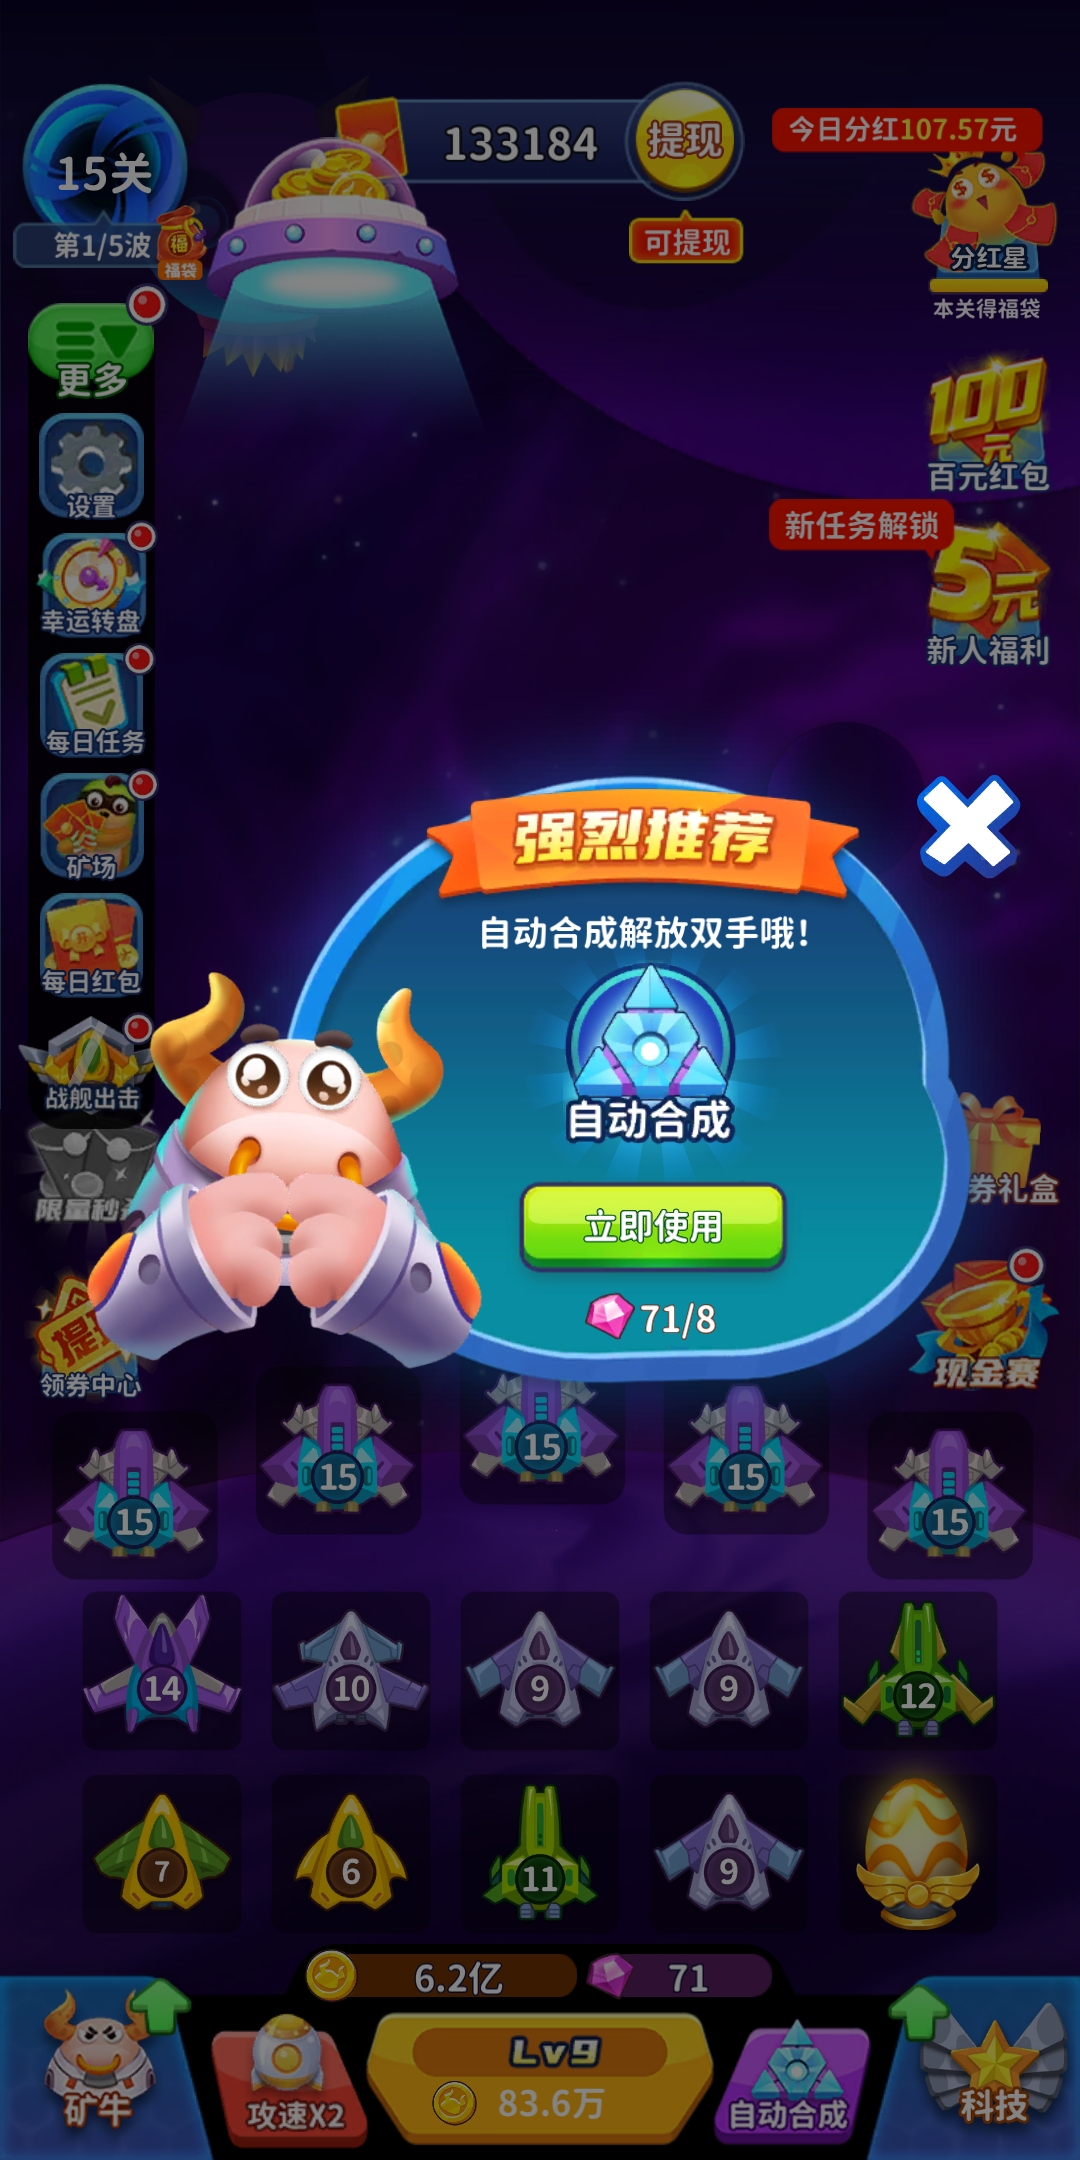 15关
第1/5波
福
福袋
133184
提现
可提现
今日分红107.57元
分红星
本关得福袋
更多
设置
幸运转盘
每日任务
矿场
开
每日红包
战舰出击
限量秒
领券中心
100
元
百元红包
新任务解锁
5元
新人福利
强烈推荐
自动合成解放双手哦!
自动合成
立即使用
71/8
券礼盒
现金赛
15
15
15
15
15
14
10
9
9
12
7
6
11
9
6.2亿
71
矿牛
攻速X2
Lv9
83.6万
自动合成
科技